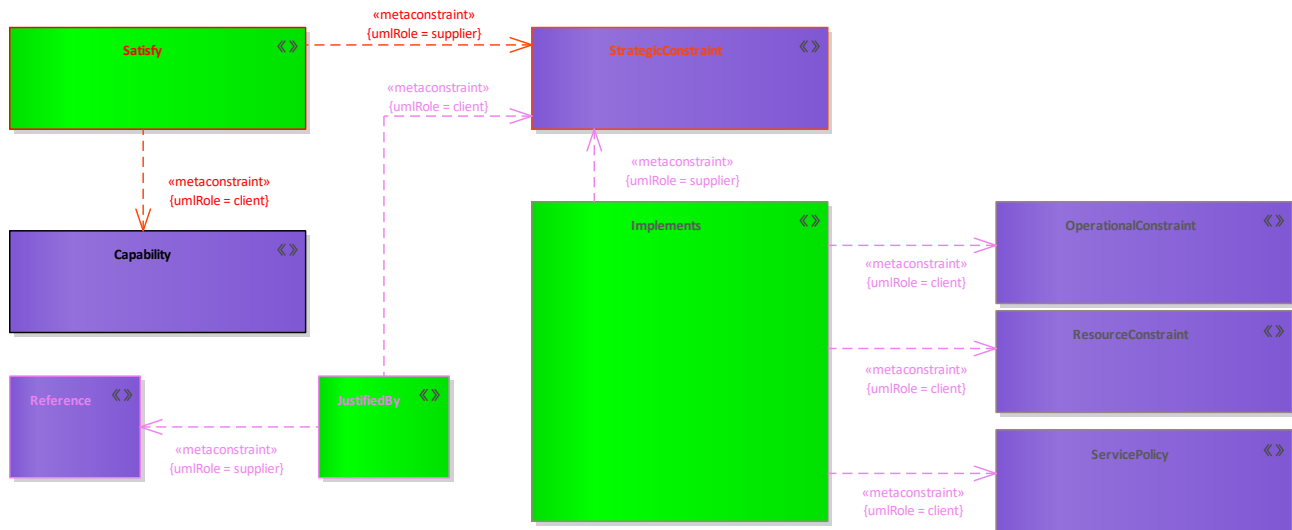 «metaconstraint»
{umlRole = supplier}
Satisfy
StrategicConstraint
«metaconstraint»
{umlRole = client}
«metaconstraint»
{umlRole = supplier}
«metaconstraint»
{umlRole = client}
Capability
Implements
OperationalConstraint
«metaconstraint»
{umlRole = client}
ResourceConstraint
«metaconstraint»
{umlRole = client}
Reference
JustifiedBy
«metaconstraint»
{umlRole = supplier}
ServicePolicy
«metaconstraint»
{umlRole = client}